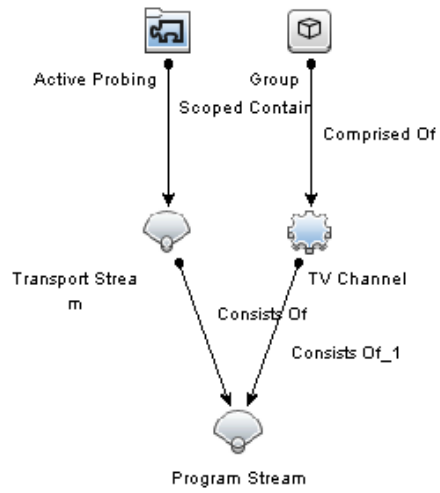 Active Probing
Group
Scoped Contain
Comprised Of
Transport Strea
m
TV Channel
Consists Of
Consists Of_1
Program Stream